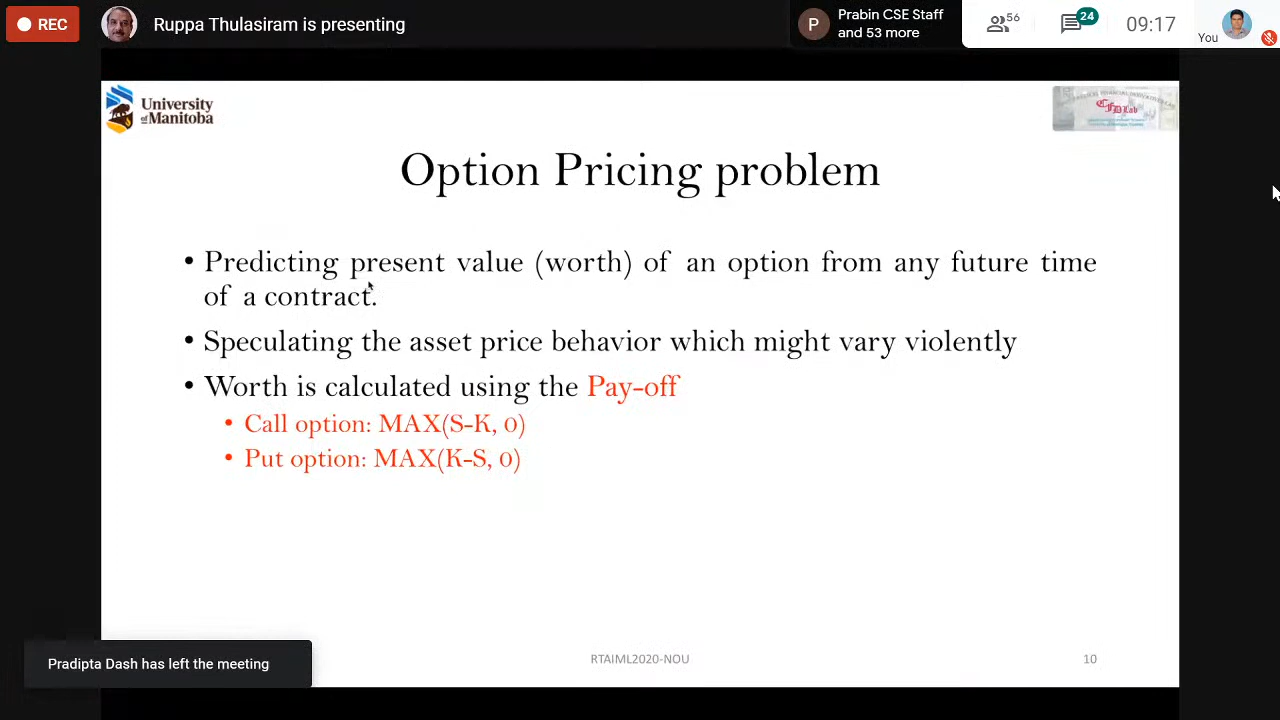 REC
Ruppa Thulasiram is presenting
P
Prabin CSE Staff
and 53 more
56
24
09:17
You
University
of Manitoba
CFD Lab
Option Pricing problem
• Predicting present value (worth) of an option from any future time
of a contract.
• Speculating the asset price behavior which might vary violently
• Worth is calculated using the Pay-off
• Call option: MAX(S-K, 0)
• Put option: MAX(K-S, 0)
Pradipta Dash has left the meeting
RTAIML2020-NOU
10